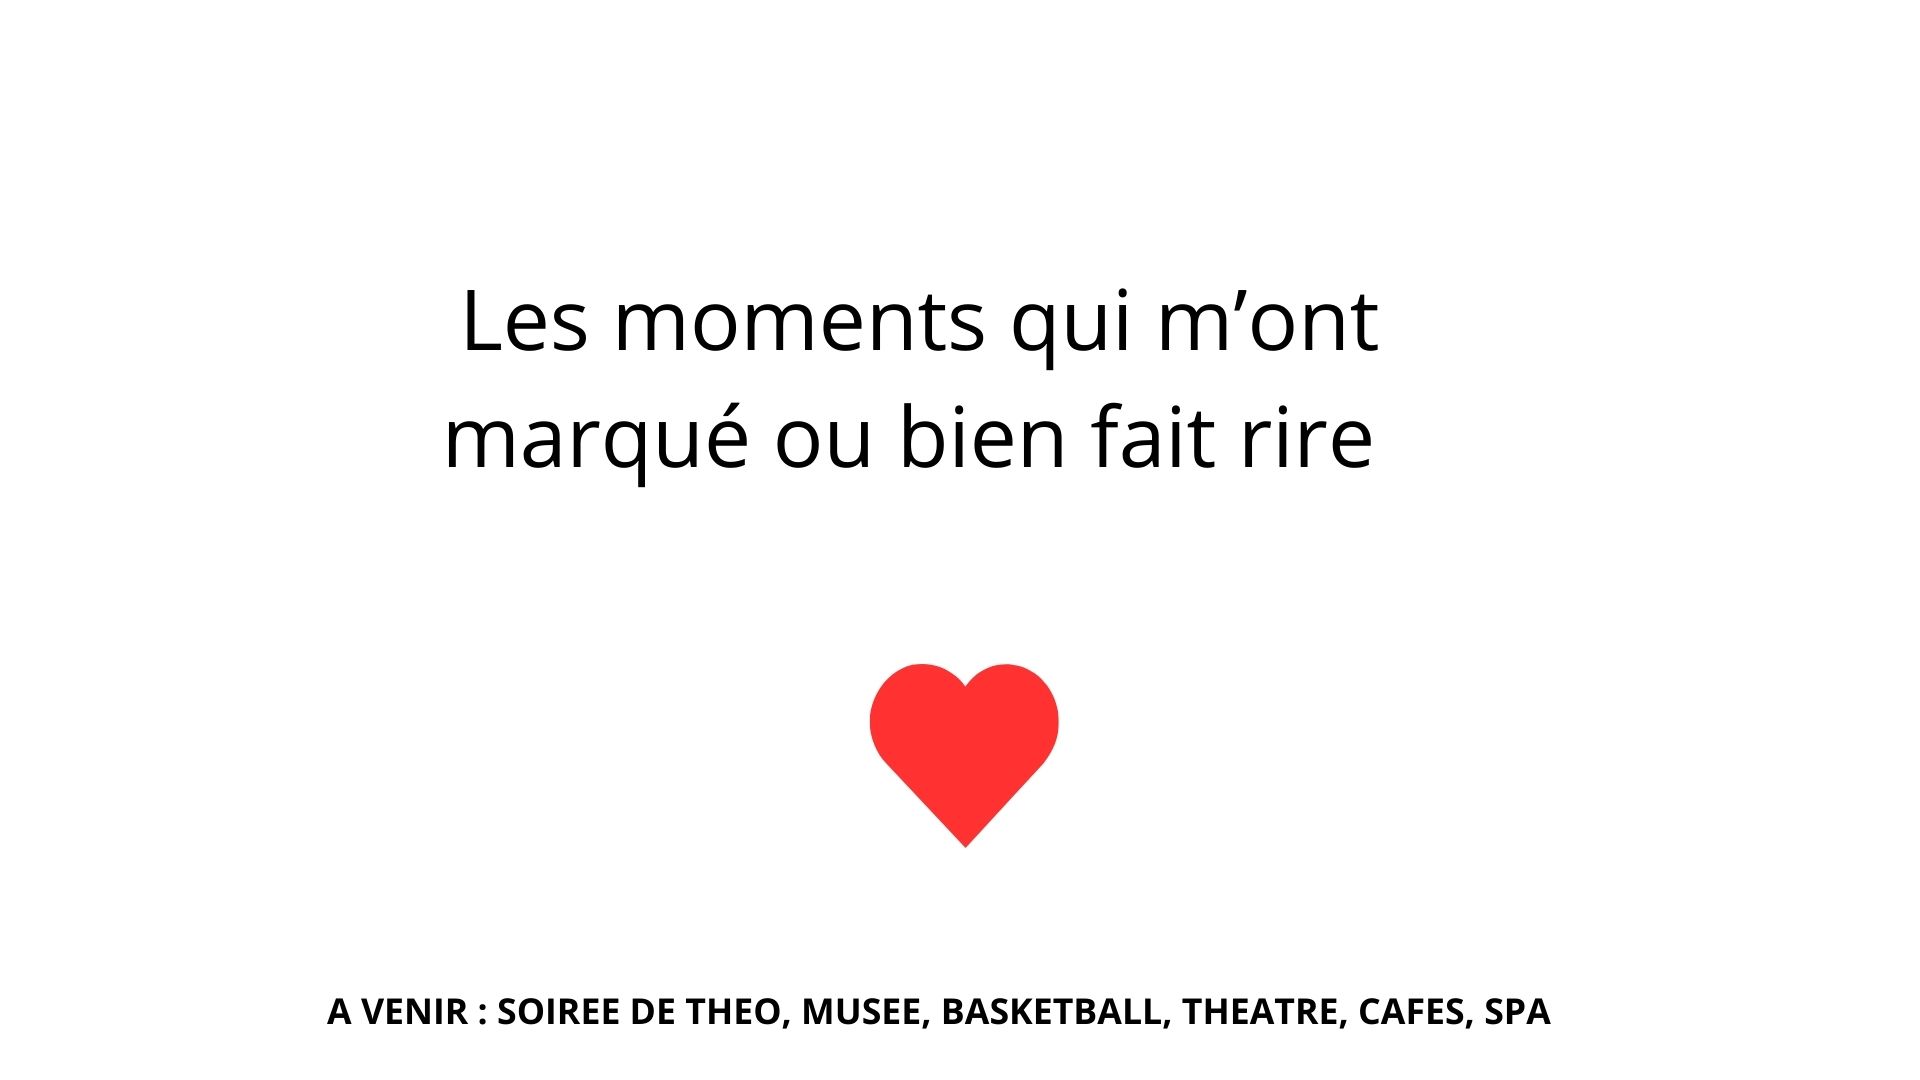 Les moments qui m’ont
marqué ou bien fait rire
A VENIR : SOIREE DE THEO, MUSEE, BASKETBALL, THEATRE, CAFES, SPA